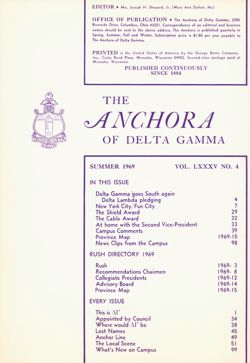 EDITOR • Mrs. Joseph H. Shepard, Jr. (Mary Ann Dalton, Nu)
OFFICE OF PUBLICATION • The Anchora of Delta Gamma, 3250
Riverside Drive, Columbus, Ohio 43221. Correspondence of an editorial and business
nature should be sent to the above address. The Anchora is published quarterly in
Spring, Summer, Fall and Winter. Subscription price is $1.50 per year payable to
The Anchora of Delta Gamma.
PRINTED in the United States of America by the George Banta Company,
Inc., Curtis Reed Plaza, Menasha, Wisconsin 54952. Second-class postage paid at
Menasha, Wisconsin.
PUBLISHED CONTINUOUSLY
SINCE 1884
THE
ANCHORA
OF DELTA GAMMA
SUMMER 1969 VOL. LXXXV NO. 4
IN THIS ISSUE
Delta Gamma goes South again
Delta Lambda pledging 4
New York City/Fun City 7
The Shield Award 29
The Cable Award 32
At home with the Second Vice-President 33
Campus Comments 39
Province Map 1969-15
News Clips from the Campus 98
RUSH DIRECTORY 1969
Rush 1969- 3
Recommendations Chairmen 1969- 8
Collegiate Presidents 1969-12
Advisory Board 1969-14
Province Map 1969-15
EVERY ISSUE
This is ΔΓ 1
Appointed by Council 34
Where would ΔΓ be 38
Lost Names 45
Anchor Line 49
The Local Scene 51
What's New on Campus 99